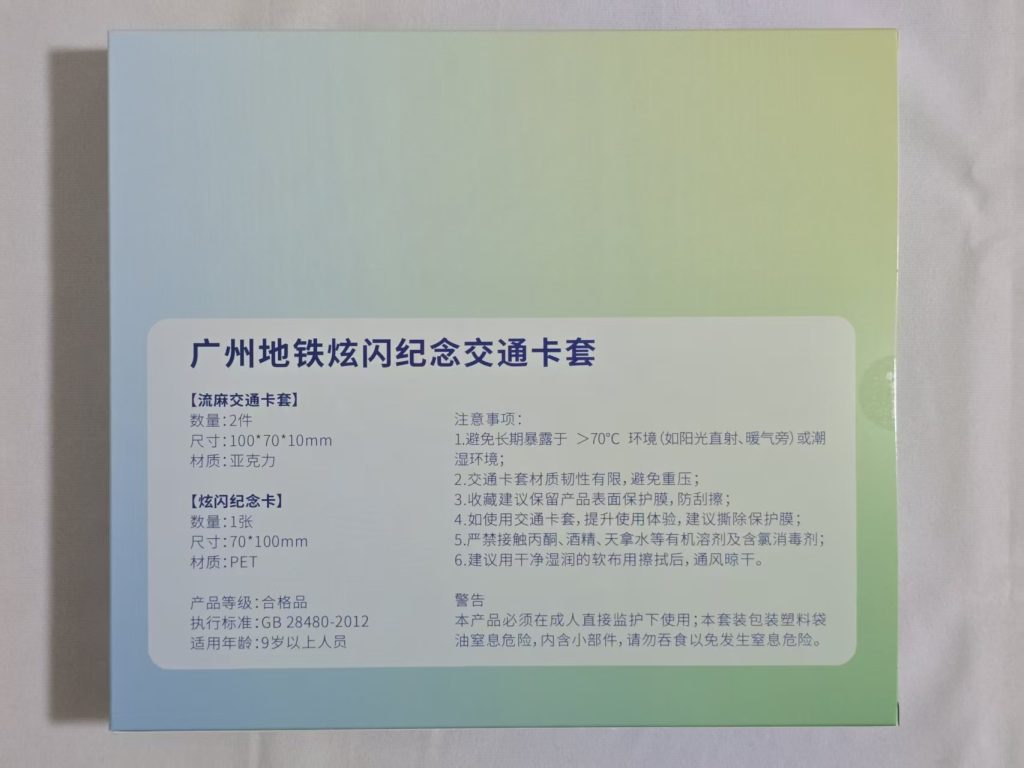 广州地铁炫闪纪念交通卡套
【流麻交通卡套】
数量:2件
尺寸:100*70*10mm
材质:亚克力
【炫闪纪念卡】
数量:1张
尺寸:70*100mm
材质:PET
产品等级:合格品
执行标准:GB 28480-2012
适用年龄:9岁以上人员
注意事项:
1.避免长期暴露于 ＞70℃ 环境(如阳光直射、暖气旁)或潮
湿环境;
2.交通卡套材质韧性有限,避免重压;
3.收藏建议保留产品表面保护膜,防刮擦;
4.如使用交通卡套,提升使用体验,建议撕除保护膜;
5.严禁接触丙酮、酒精、天拿水等有机溶剂及含氯消毒剂;
6.建议用干净湿润的软布用擦拭后,通风晾干。
警告
本产品必须在成人直接监护下使用;本套装包装塑料袋
油窒息危险,内含小部件,请勿吞食以免发生窒息危险。